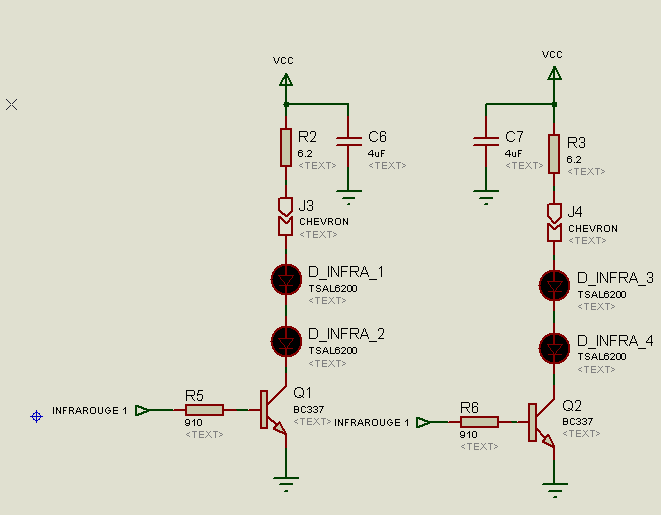 VCC
R2
6.2
<TEXT>
C6
4uF
<TEXT>
J3
CHEVRON
<TEXT>
D_INFRA_1
TSAL6200
<TEXT>
D_INFRA_2
TSAL6200
<TEXT>
R5
910
<TEXT>
INFRAROUGE 1
Q1
BC337
<TEXT>
VCC
C7
4uF
<TEXT>
R3
6.2
<TEXT>
J4
CHEVRON
<TEXT>
D_INFRA_3
TSAL6200
<TEXT>
D_INFRA_4
TSAL6200
<TEXT>
INFRAROUGE 1
R6
910
<TEXT>
Q2
BC337
<TEXT>